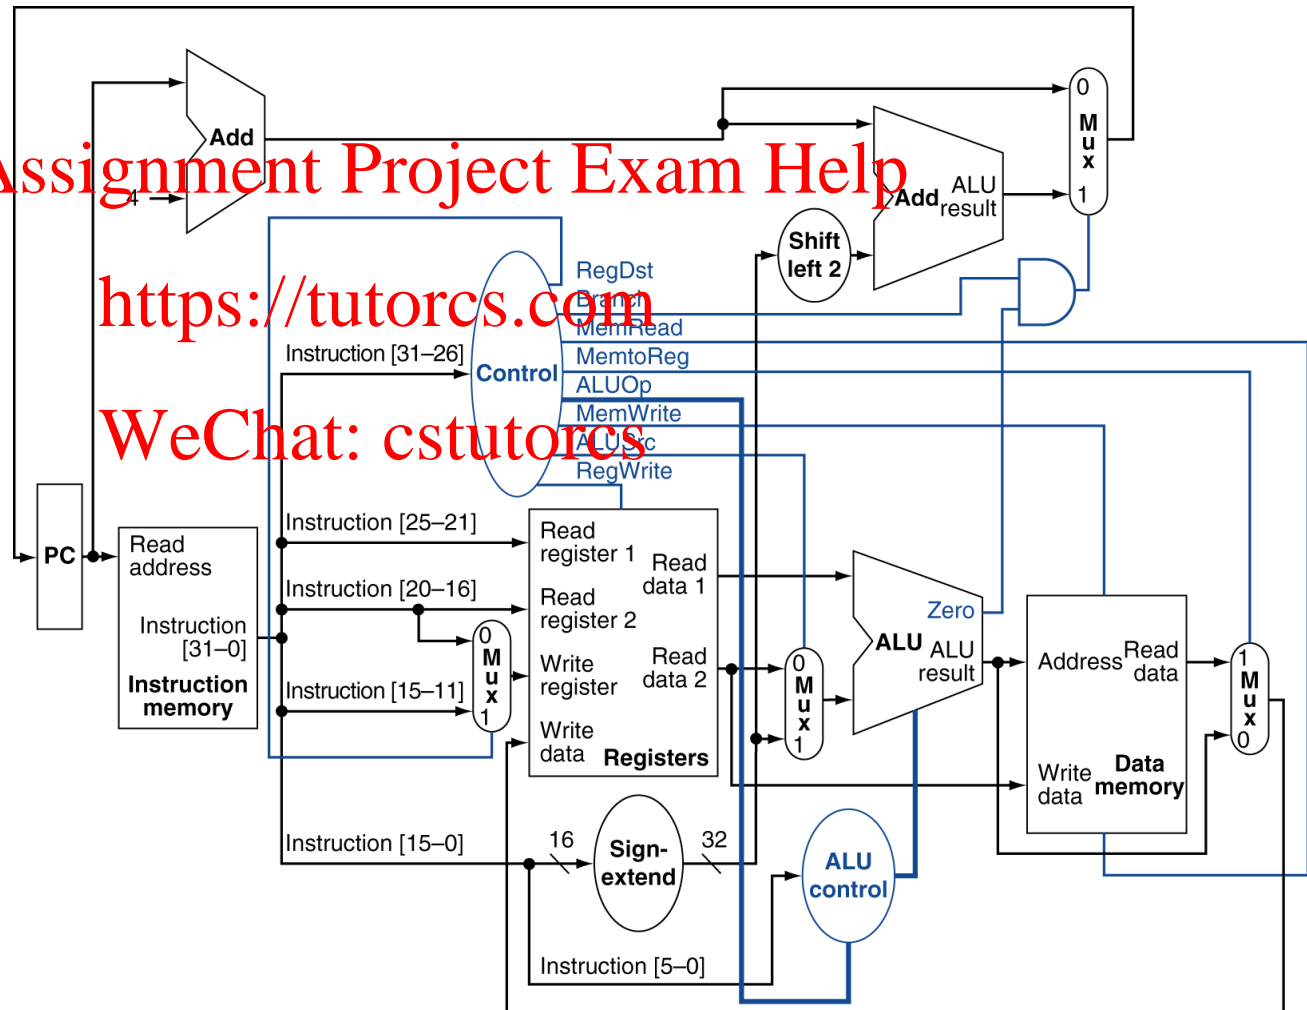 Add
4
Assignment Project Exam Help
0
M
u
x
1
Add ALU
result
Shift
left 2
https://tutorcs.com
RegDst
Branch
MemRead
MemtoReg
ALUOp
MemWrite
ALUSrc
RegWrite
Instruction [31–26]
Control
WeChat: cstutorcs
PC
Read
address
Instruction
[31–0]
Instruction
memory
Instruction [25–21]
Instruction [20–16]
Instruction [15–11]
0
M
u
x
1
Read
register 1
Read
register 2
Write
register
Write
data
Read
data 1
Read
data 2
Registers
0
M
u
x
1
Zero
ALU ALU
result
Address
Read
data
Write
data
Data
memory
1
M
u
x
0
Instruction [15–0]
16
Sign-
extend
32
ALU
control
Instruction [5–0]